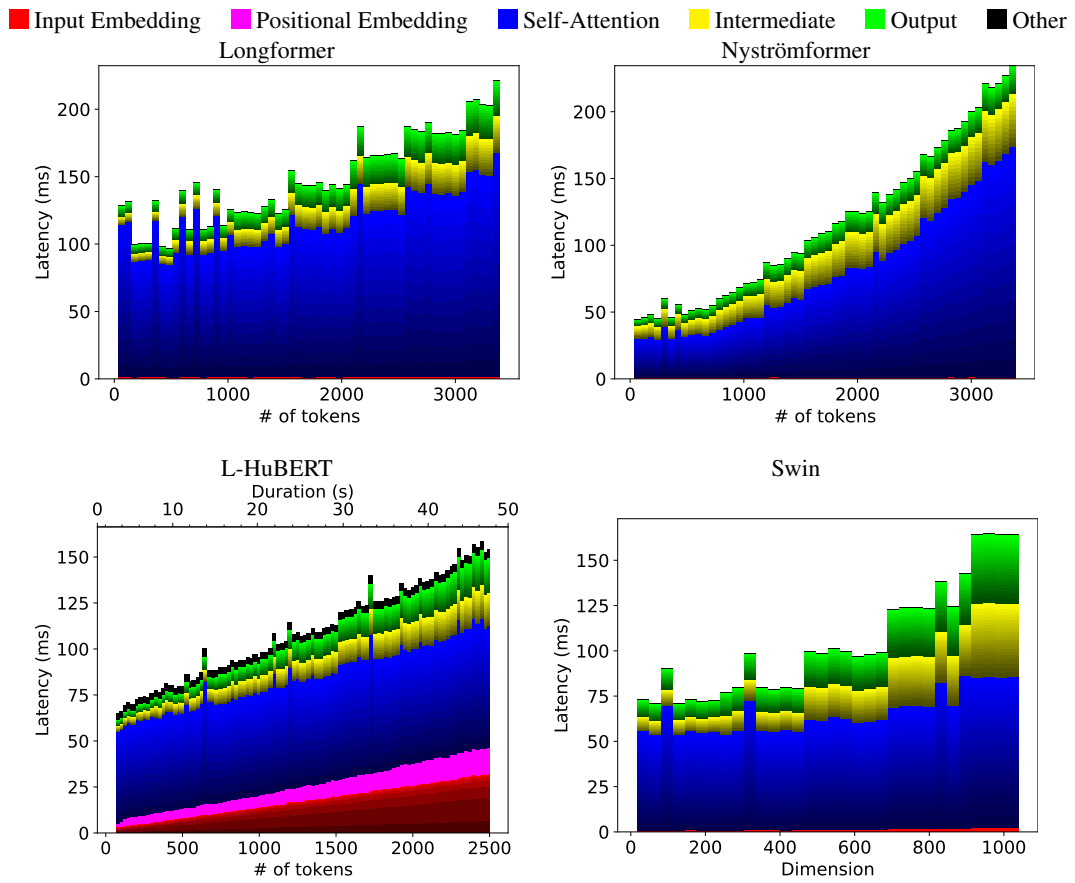 Input Embedding Positional Embedding Self-Attention Intermediate Output Other
Longformer
Latency (ms)
200
150
100
50
0
0 1000 2000 3000
# of tokens
Nyströmformer
Latency (ms)
200
150
100
50
0
0 1000 2000 3000
# of tokens
L-HuBERT
Duration (s)
0 10 20 30 40 50
Latency (ms)
150
125
100
75
50
25
0
0 500 1000 1500 2000 2500
# of tokens
Swin
Latency (ms)
150
125
100
75
50
25
0
0 200 400 600 800 1000
Dimension